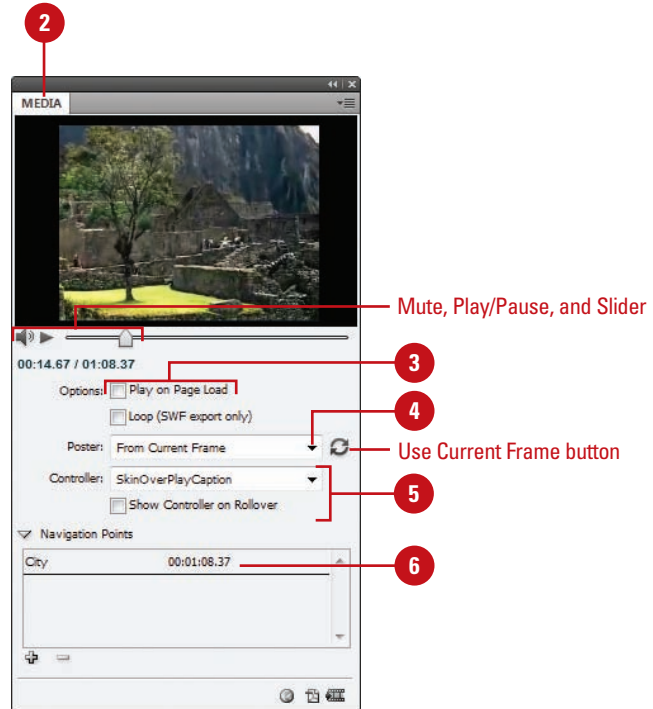 2
MEDIA
Mute, Play/Pause, and Slider
00:14.67 / 01:08.37
3
Options: Play on Page Load
Loop (SWF export only)
4
Poster: From Current Frame
Use Current Frame button
Controller: SkinOverPlayCaption
5
Show Controller on Rollover
Navigation Points
City 00:01:08.37
6